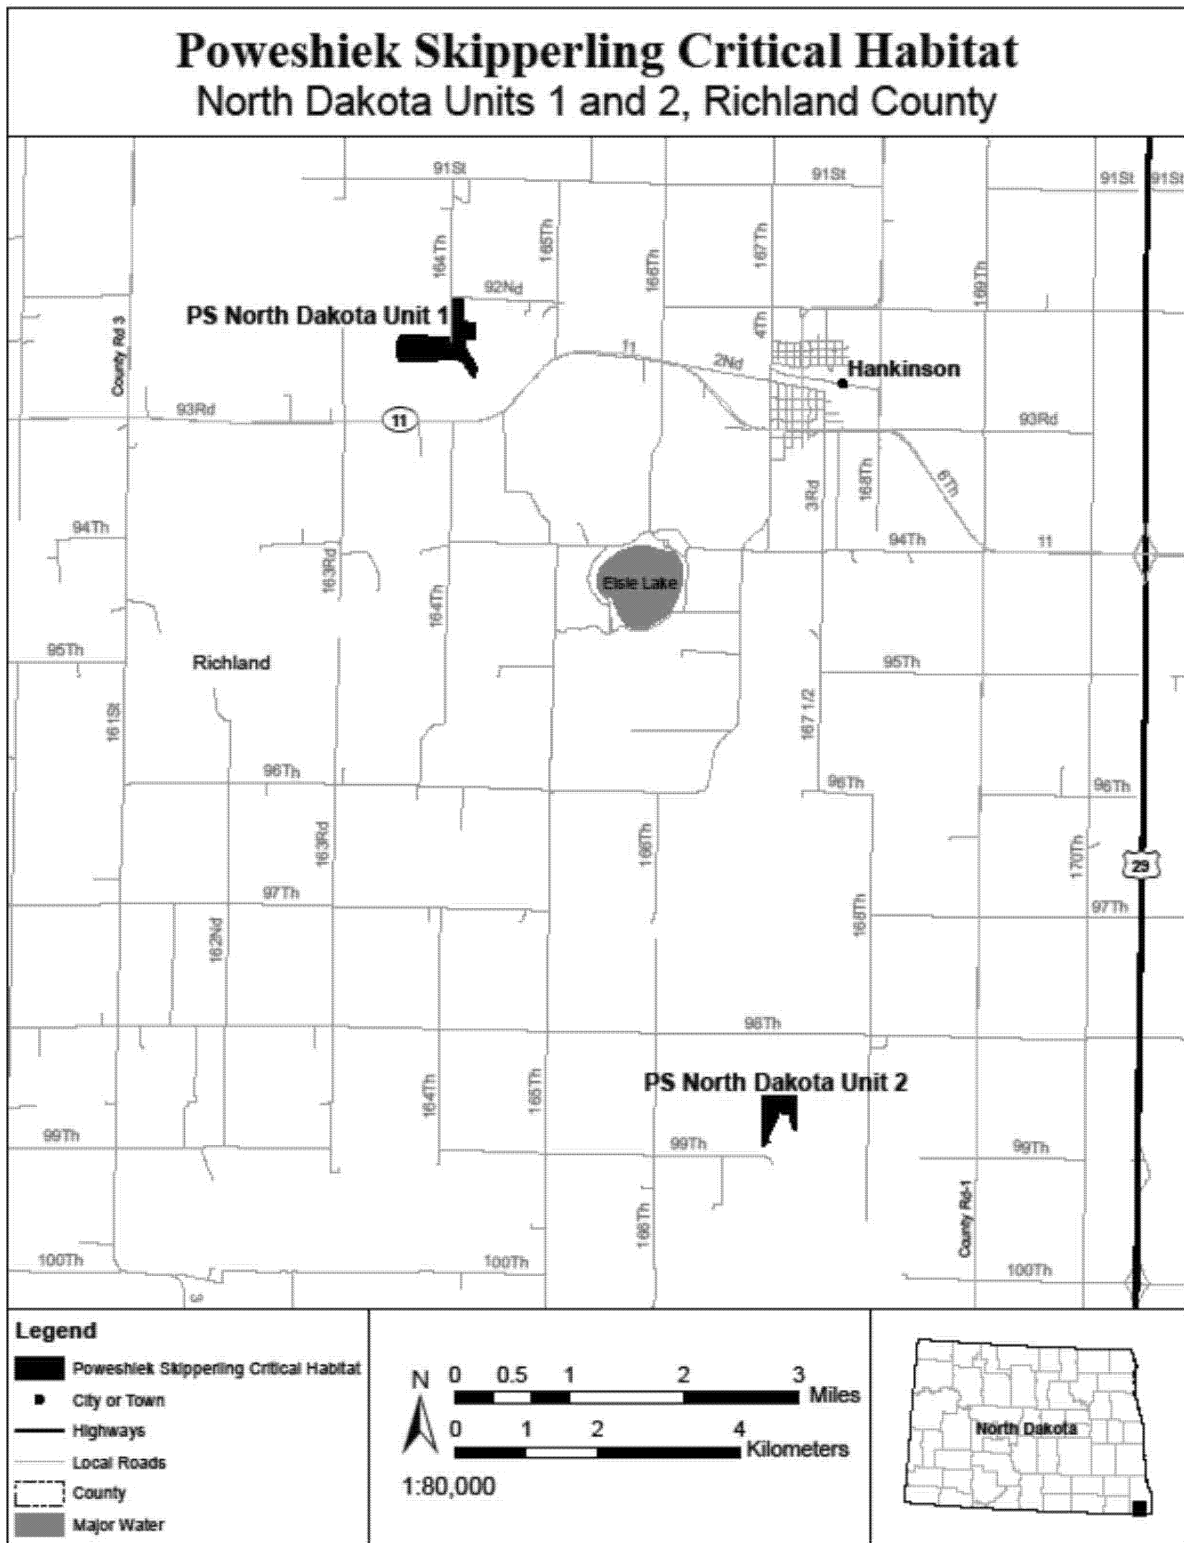 Poweshiek Skipperling Critical Habitat
North Dakota Units 1 and 2, Richland County
91St
91St
91St
91St
164Th
165Th
166Th
167Th
169Th
92Nd
PS North Dakota Unit 1
County Rd 3
4Th
11
2Nd
Hankinson
93Rd
11
93Rd
3Rd
168Th
6Th
94Th
163Rd
164Th
94Th
11
Elsie Lake
95Th
Richland
95Th
161St
167 1/2
96Th
96Th
96Th
163Rd
166Th
170Th
29
97Th
168Th
97Th
162Nd
98Th
PS North Dakota Unit 2
164Th
165Th
99Th
99Th
99Th
166Th
County Rd-1
100Th
100Th
100Th
3
Legend
Poweshiek Skipperling Critical Habitat
City or Town
Highways
Local Roads
County
Major Water
N
0 0.5 1 2 3
Miles
0 1 2 4
Kilometers
1:80,000
North Dakota